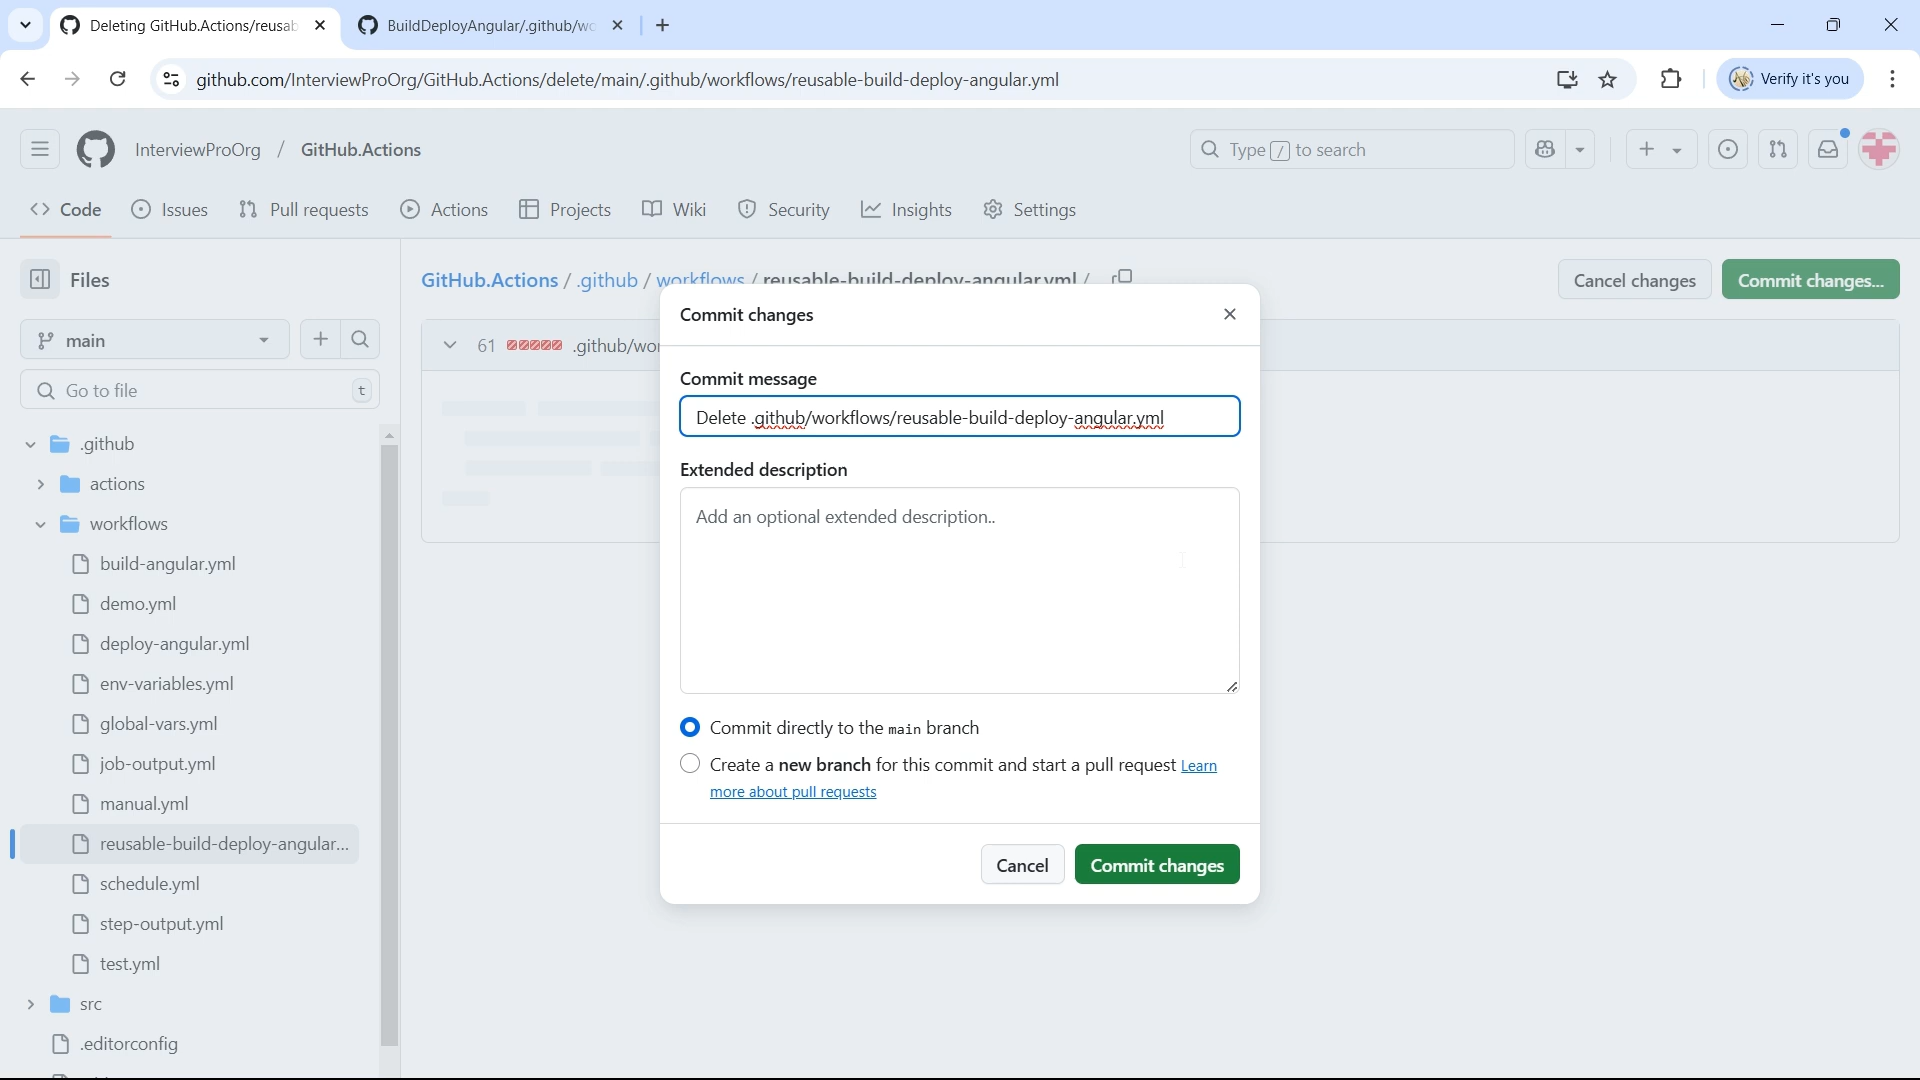 Deleting GitHub.Actions/reusab
BuildDeployAngular/.github/wo
github.com/InterviewProOrg/GitHub.Actions/delete/main/.github/workflows/reusable-build-deploy-angular.yml
Verify it's you
InterviewProOrg / GitHub.Actions
Type / to search
Code
Issues
Pull requests
Actions
Projects
Wiki
Security
Insights
Settings
Files
GitHub.Actions / .github / workflows / reusable-build-deploy-angular.yml /
Cancel changes
Commit changes...
main
61 .github/wor
Go to file
t
.github
actions
workflows
build-angular.yml
demo.yml
deploy-angular.yml
env-variables.yml
global-vars.yml
job-output.yml
manual.yml
reusable-build-deploy-angular...
schedule.yml
step-output.yml
test.yml
src
.editorconfig
Commit changes
Commit message
Delete .github/workflows/reusable-build-deploy-angular.yml
Extended description
Add an optional extended description..
Commit directly to the main branch
Create a new branch for this commit and start a pull request Learn
more about pull requests
Cancel
Commit changes